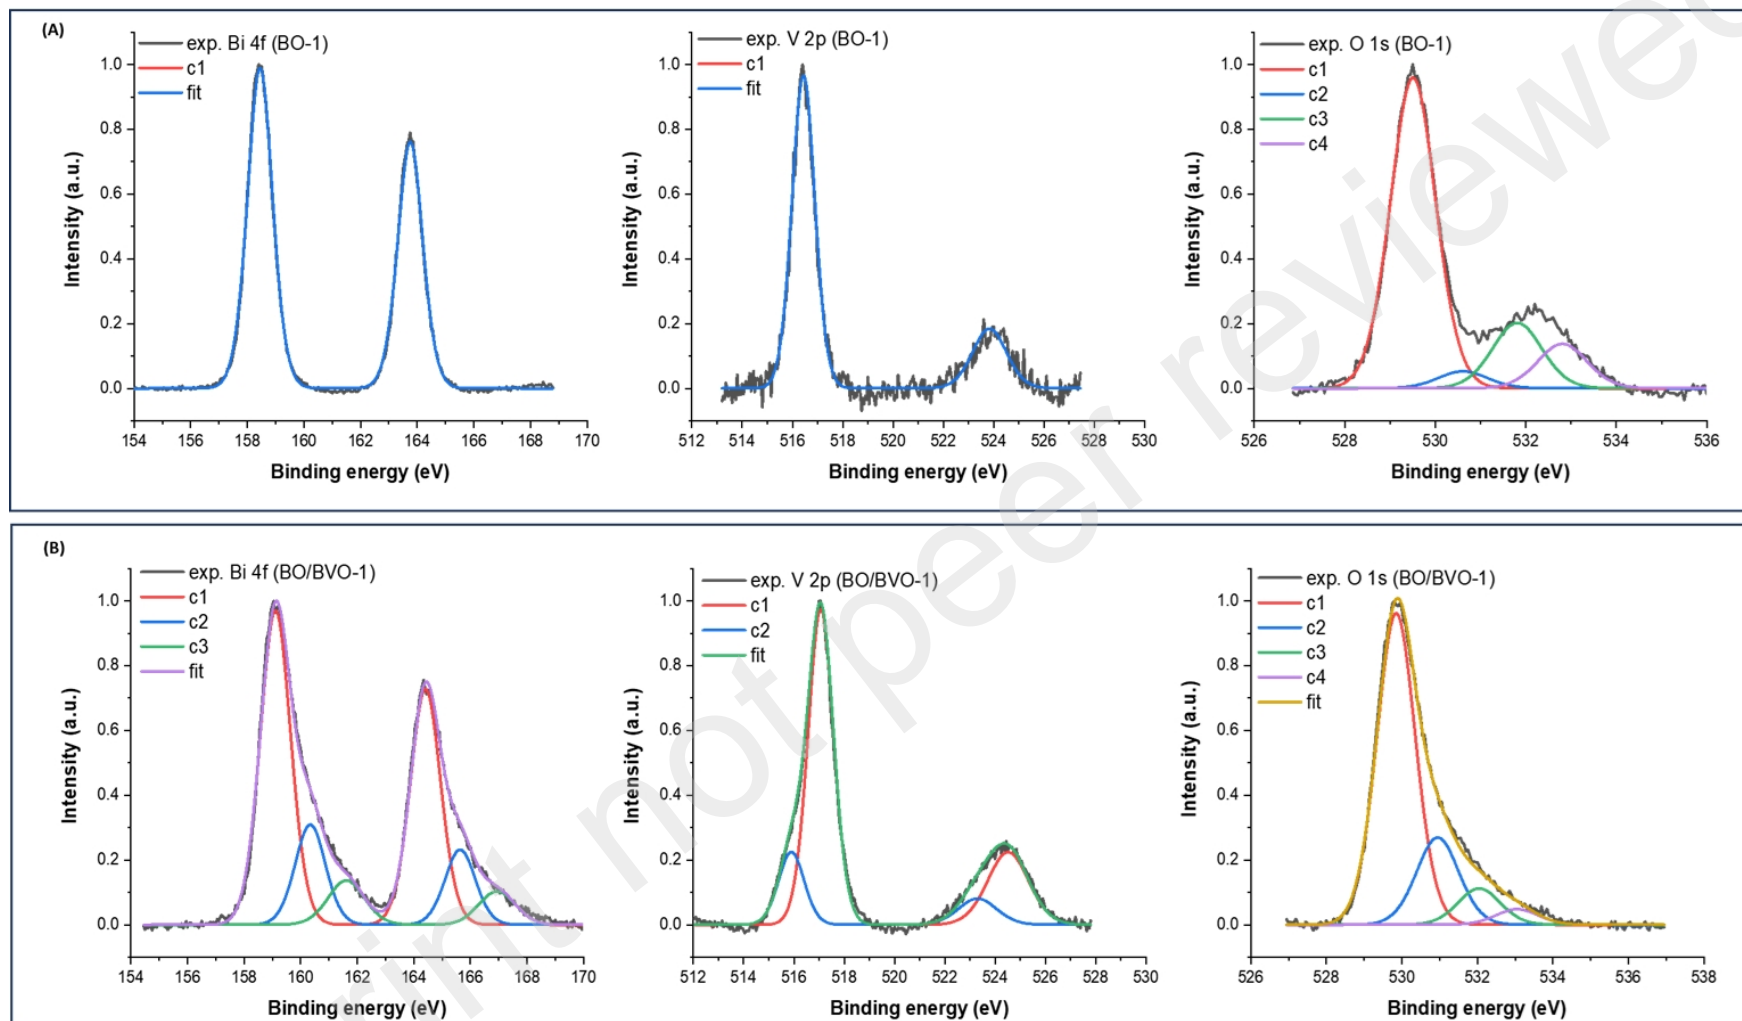 (A)
exp. Bi 4f (BO-1)
c1
fit
1.0
0.8
0.6
0.4
0.2
0.0
154 156 158 160 162 164 166 168 170
Intensity (a.u.)
Binding energy (eV)
exp. V 2p (BO-1)
c1
fit
1.0
0.8
0.6
0.4
0.2
0.0
512 514 516 518 520 522 524 526 528 530
Intensity (a.u.)
Binding energy (eV)
exp. O 1s (BO-1)
c1
c2
c3
c4
1.0
0.8
0.6
0.4
0.2
0.0
526 528 530 532 534 536
Intensity (a.u.)
Binding energy (eV)
(B)
exp. Bi 4f (BO/BVO-1)
c1
c2
c3
fit
1.0
0.8
0.6
0.4
0.2
0.0
154 156 158 160 162 164 166 168 170
Intensity (a.u.)
Binding energy (eV)
exp. V 2p (BO/BVO-1)
c1
c2
fit
1.0
0.8
0.6
0.4
0.2
0.0
512 514 516 518 520 522 524 526 528 530
Intensity (a.u.)
Binding energy (eV)
exp. O 1s (BO/BVO-1)
c1
c2
c3
c4
fit
1.0
0.8
0.6
0.4
0.2
0.0
526 528 530 532 534 536 538
Intensity (a.u.)
Binding energy (eV)
rint not peer reviewed